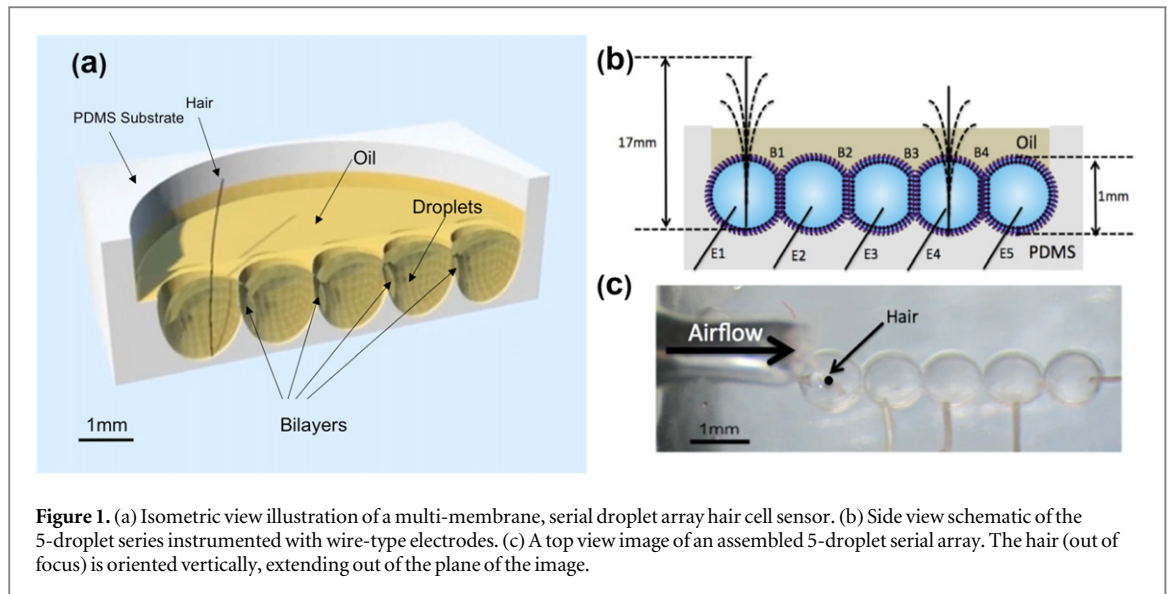 (a)
Hair
PDMS Substrate
Oil
Droplets
Bilayers
1mm
(b)
17mm
B1
B2
B3
B4
Oil
1mm
E1
E2
E3
E4
E5
PDMS
(c)
Airflow
Hair
1mm
Figure 1. (a) Isometric view illustration of a multi-membrane, serial droplet array hair cell sensor. (b) Side view schematic of the
5-droplet series instrumented with wire-type electrodes. (c) A top view image of an assembled 5-droplet serial array. The hair (out of
focus) is oriented vertically, extending out of the plane of the image.